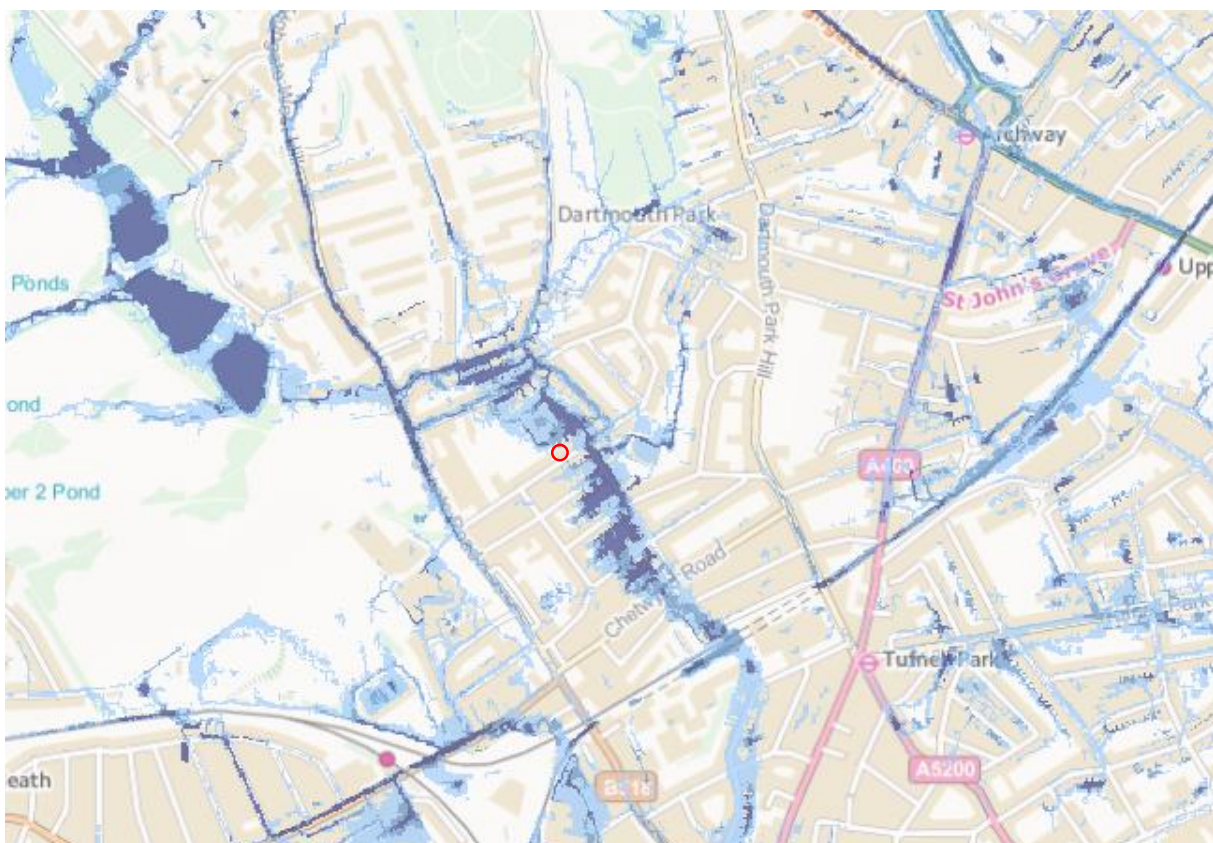 Archway
Dartmouth Park
Dartmouth Park Hill
Ponds
St John's Grove
Upp
ond
A400
per 2 Pond
Road
Tufnell Park
eath
A5200
B518